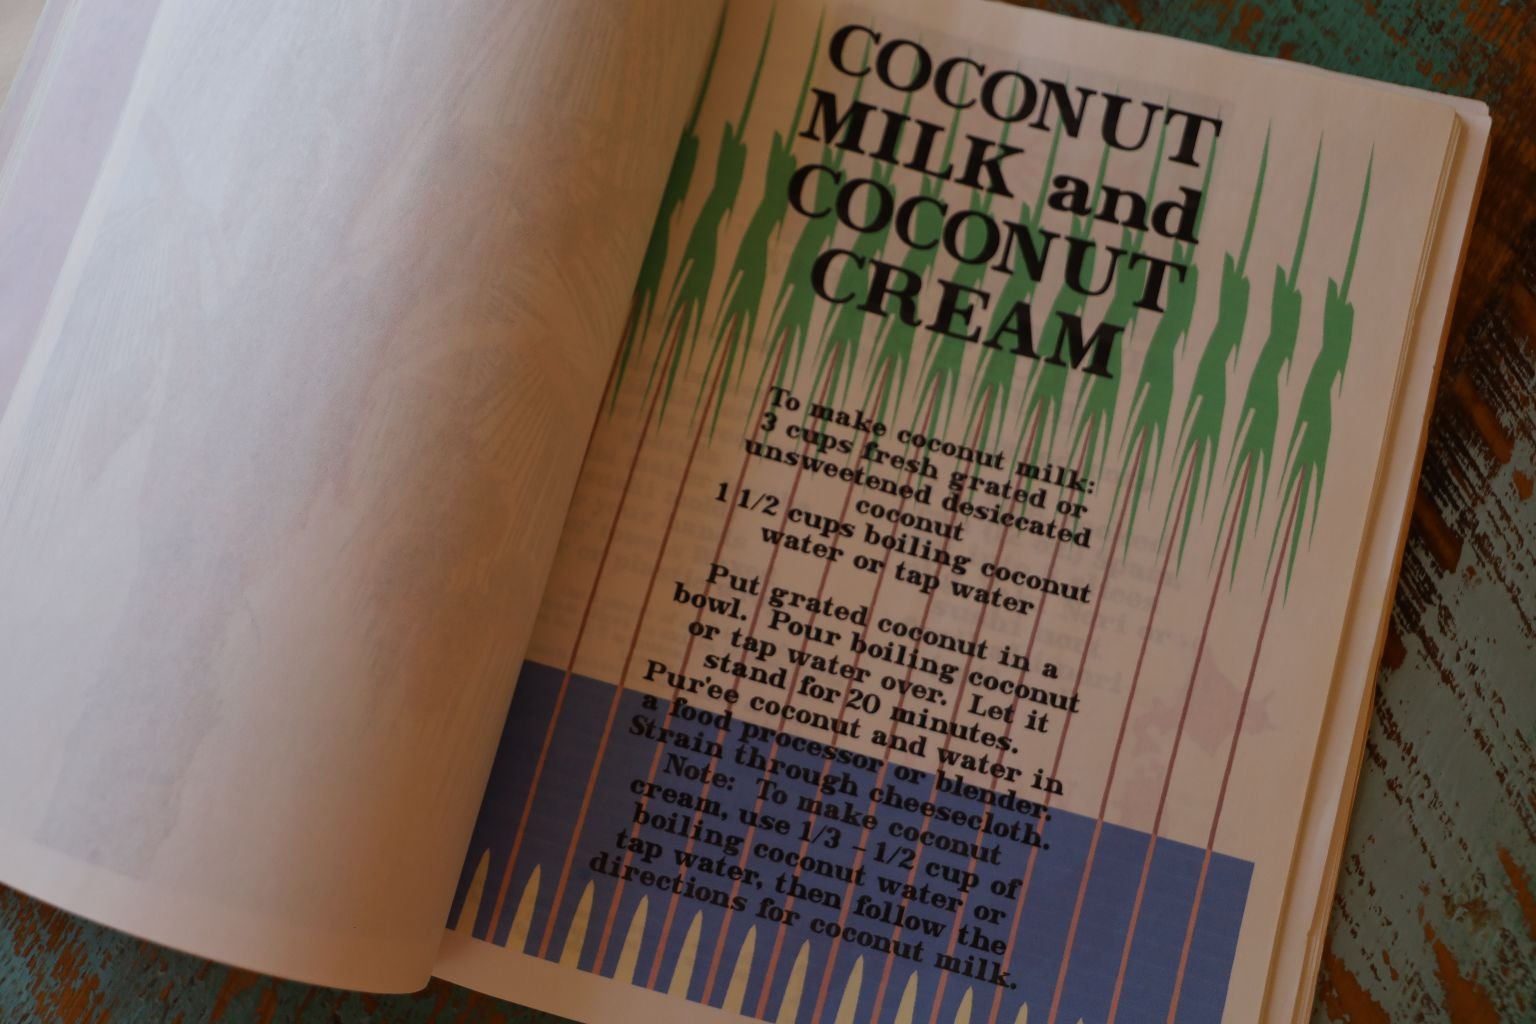 COCONUT
MILK and
COCONUT
CREAM
To make coconut milk:
3 cups fresh grated or
unsweetened desiccated
coconut
1 1/2 cups boiling coconut
water or tap water
Put grated coconut in a
bowl. Pour boiling coconut
or tap water over. Let it
stand for 20 minutes.
Pur'ee coconut and water in
a food processor or blender.
Strain through cheesecloth.
Note: To make coconut
cream, use 1/3 - 1/2 cup of
boiling coconut water or
tap water, then follow the
directions for coconut milk.